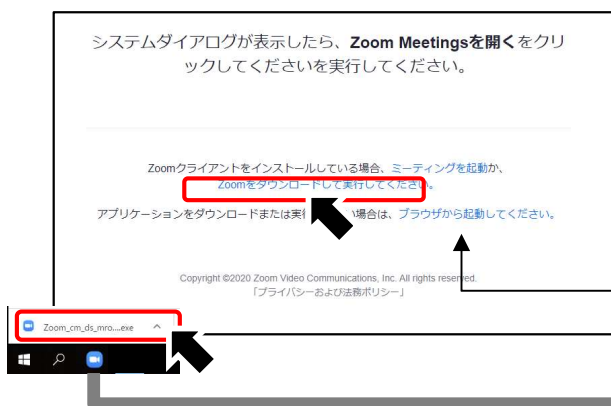 システムダイアログが表示したら、Zoom Meetingsを開くをクリ
ックしてくださいを実行してください。
Zoomクライアントをインストールしている場合、ミーティングを起動か、
Zoomをダウンロードして実行してください。
アプリケーションをダウンロードまたは実行 い場合は、ブラウザから起動してください。
Copyright ©2020 Zoom Video Communications, Inc. All rights reserved.
「プライバシーおよび法務ポリシー」
Zoom_cm_ds_mro....exe